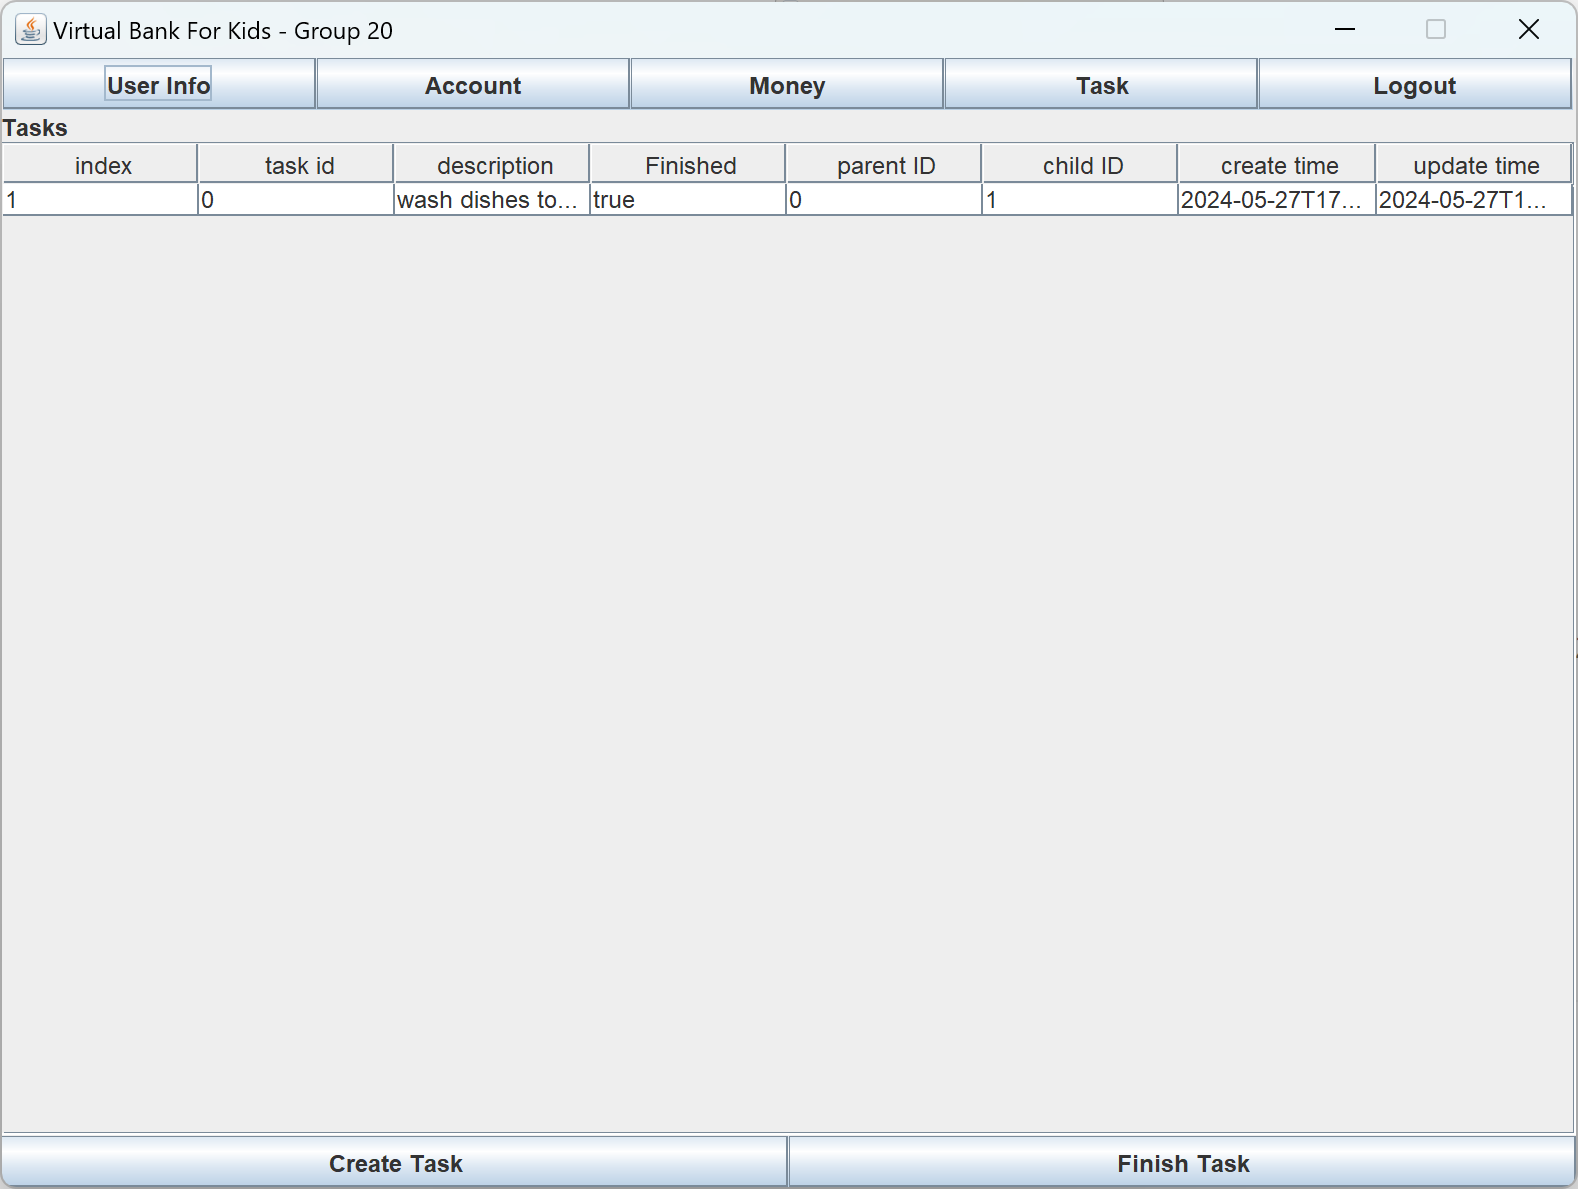 Virtual Bank For Kids - Group 20
User Info Account Money Task Logout
Tasks
index task id description Finished parent ID child ID create time update time
1 0 wash dishes to... true 0 1 2024-05-27T17... 2024-05-27T1...
Create Task Finish Task